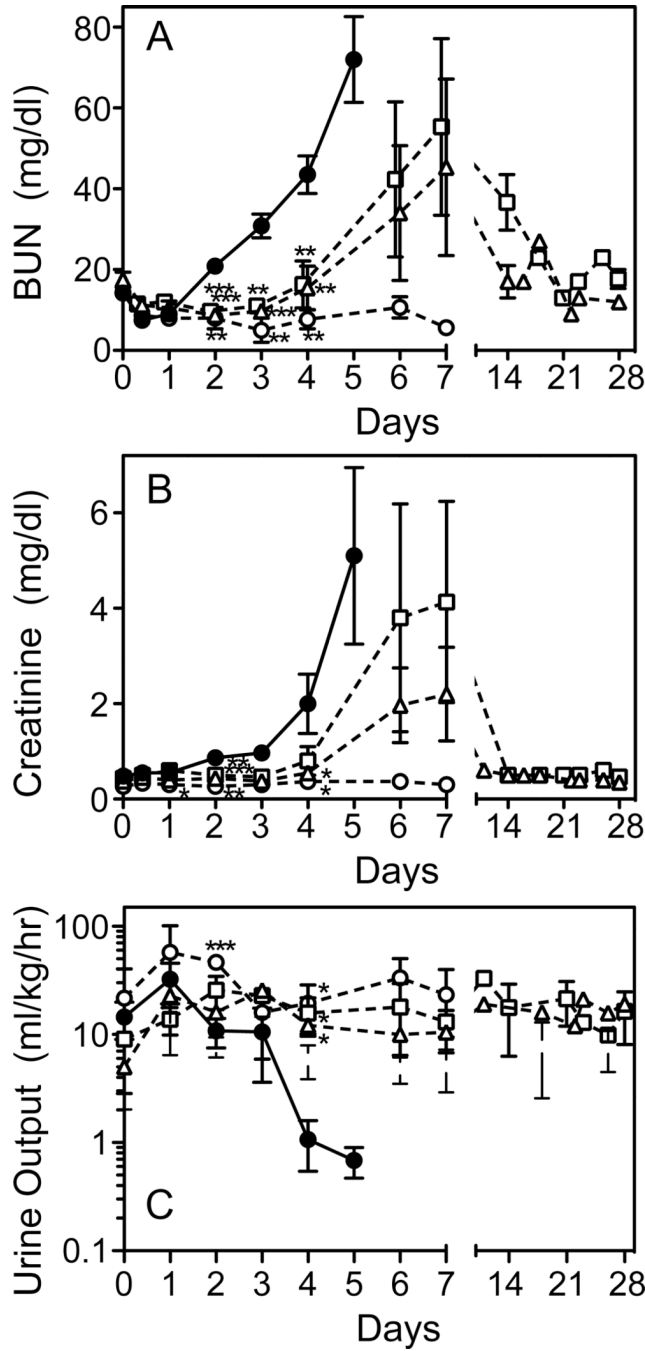 A
BUN (mg/dl)
80
60
40
20
0
*** ** **
*** *** **
** ** **
0 1 2 3 4 5 6 7 14 21 28
Days
B
Creatinine (mg/dl)
6
4
2
0
**
***
* ** * *
0 1 2 3 4 5 6 7 14 21 28
Days
C
Urine Output (ml/kg/hr)
100
10
1
0.1
***
*
*
*
0 1 2 3 4 5 6 7 14 21 28
Days